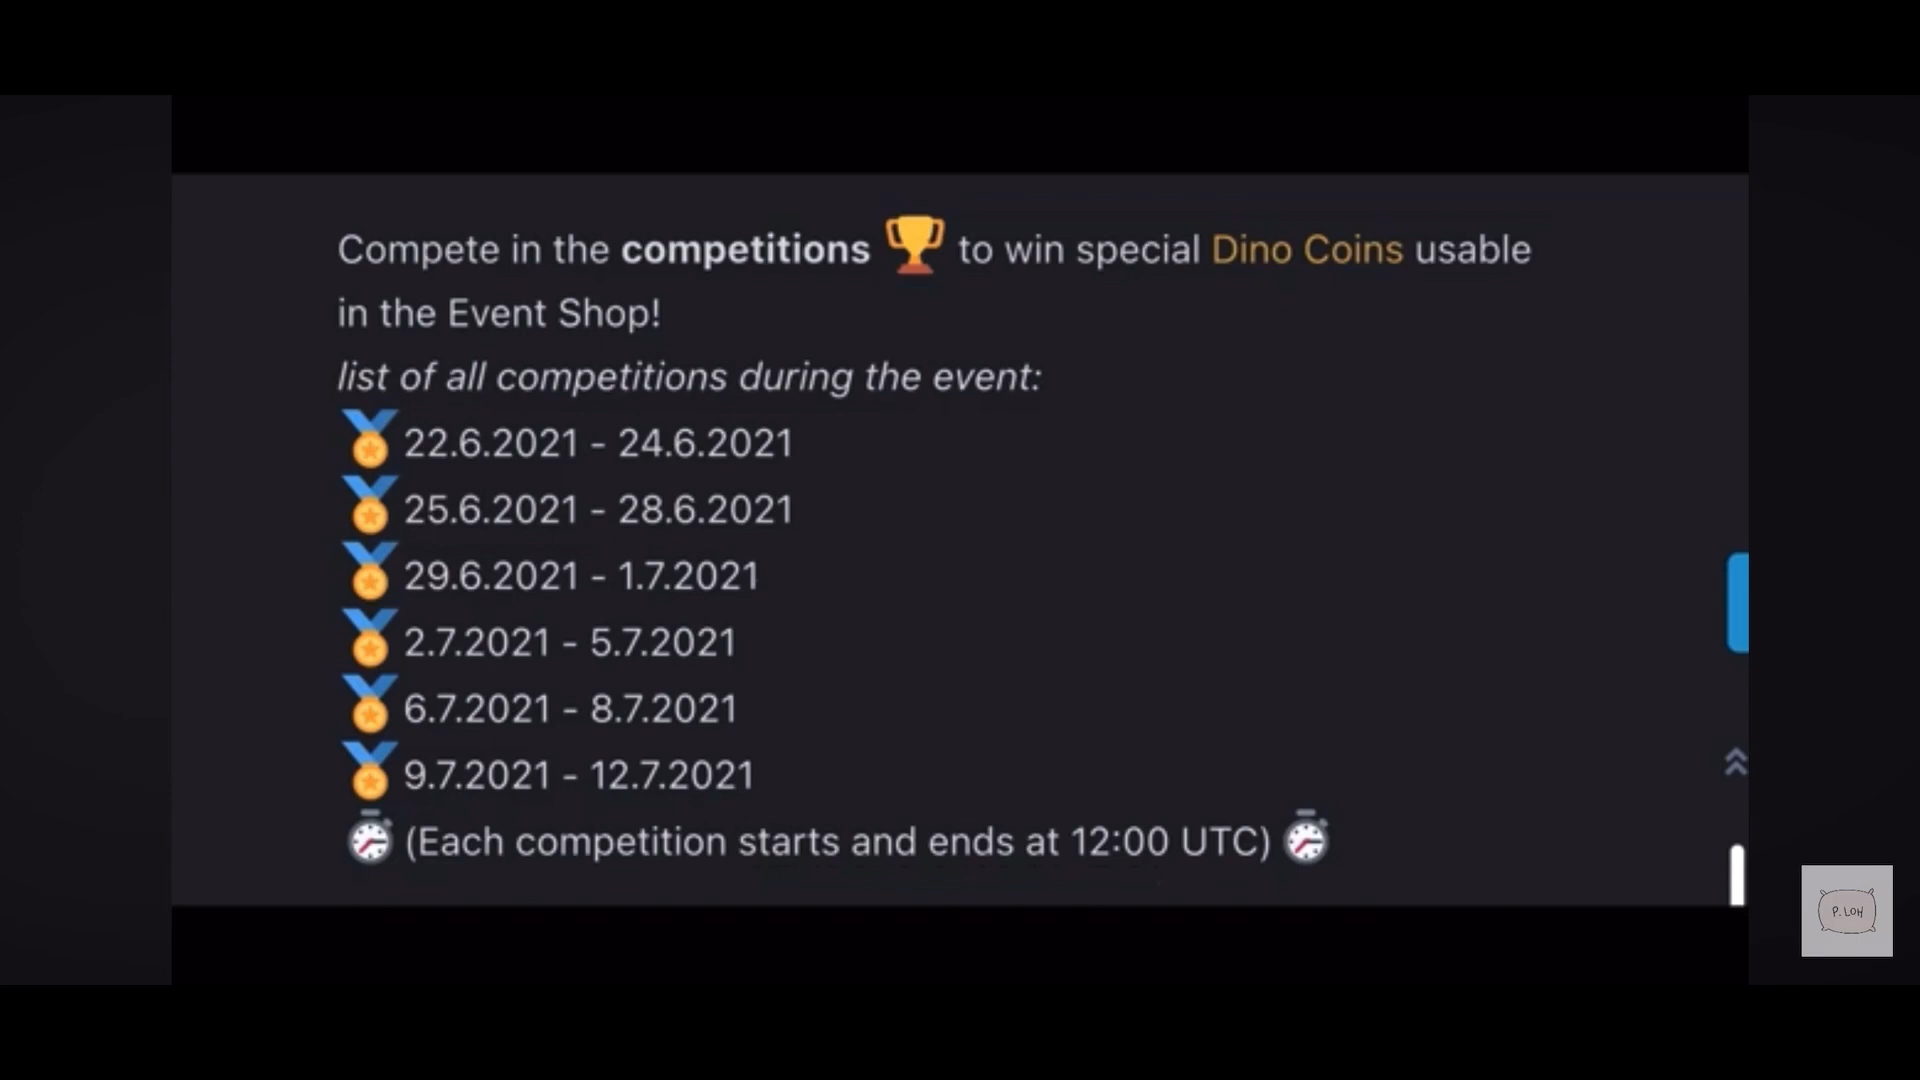 Compete in the competitions 🏆 to win special Dino Coins usable
in the Event Shop!
list of all competitions during the event:
🏅 22.6.2021 - 24.6.2021
🏅 25.6.2021 - 28.6.2021
🏅 29.6.2021 - 1.7.2021
🏅 2.7.2021 - 5.7.2021
🏅 6.7.2021 - 8.7.2021
🏅 9.7.2021 - 12.7.2021
⏱ (Each competition starts and ends at 12:00 UTC) ⏱
P. LOH